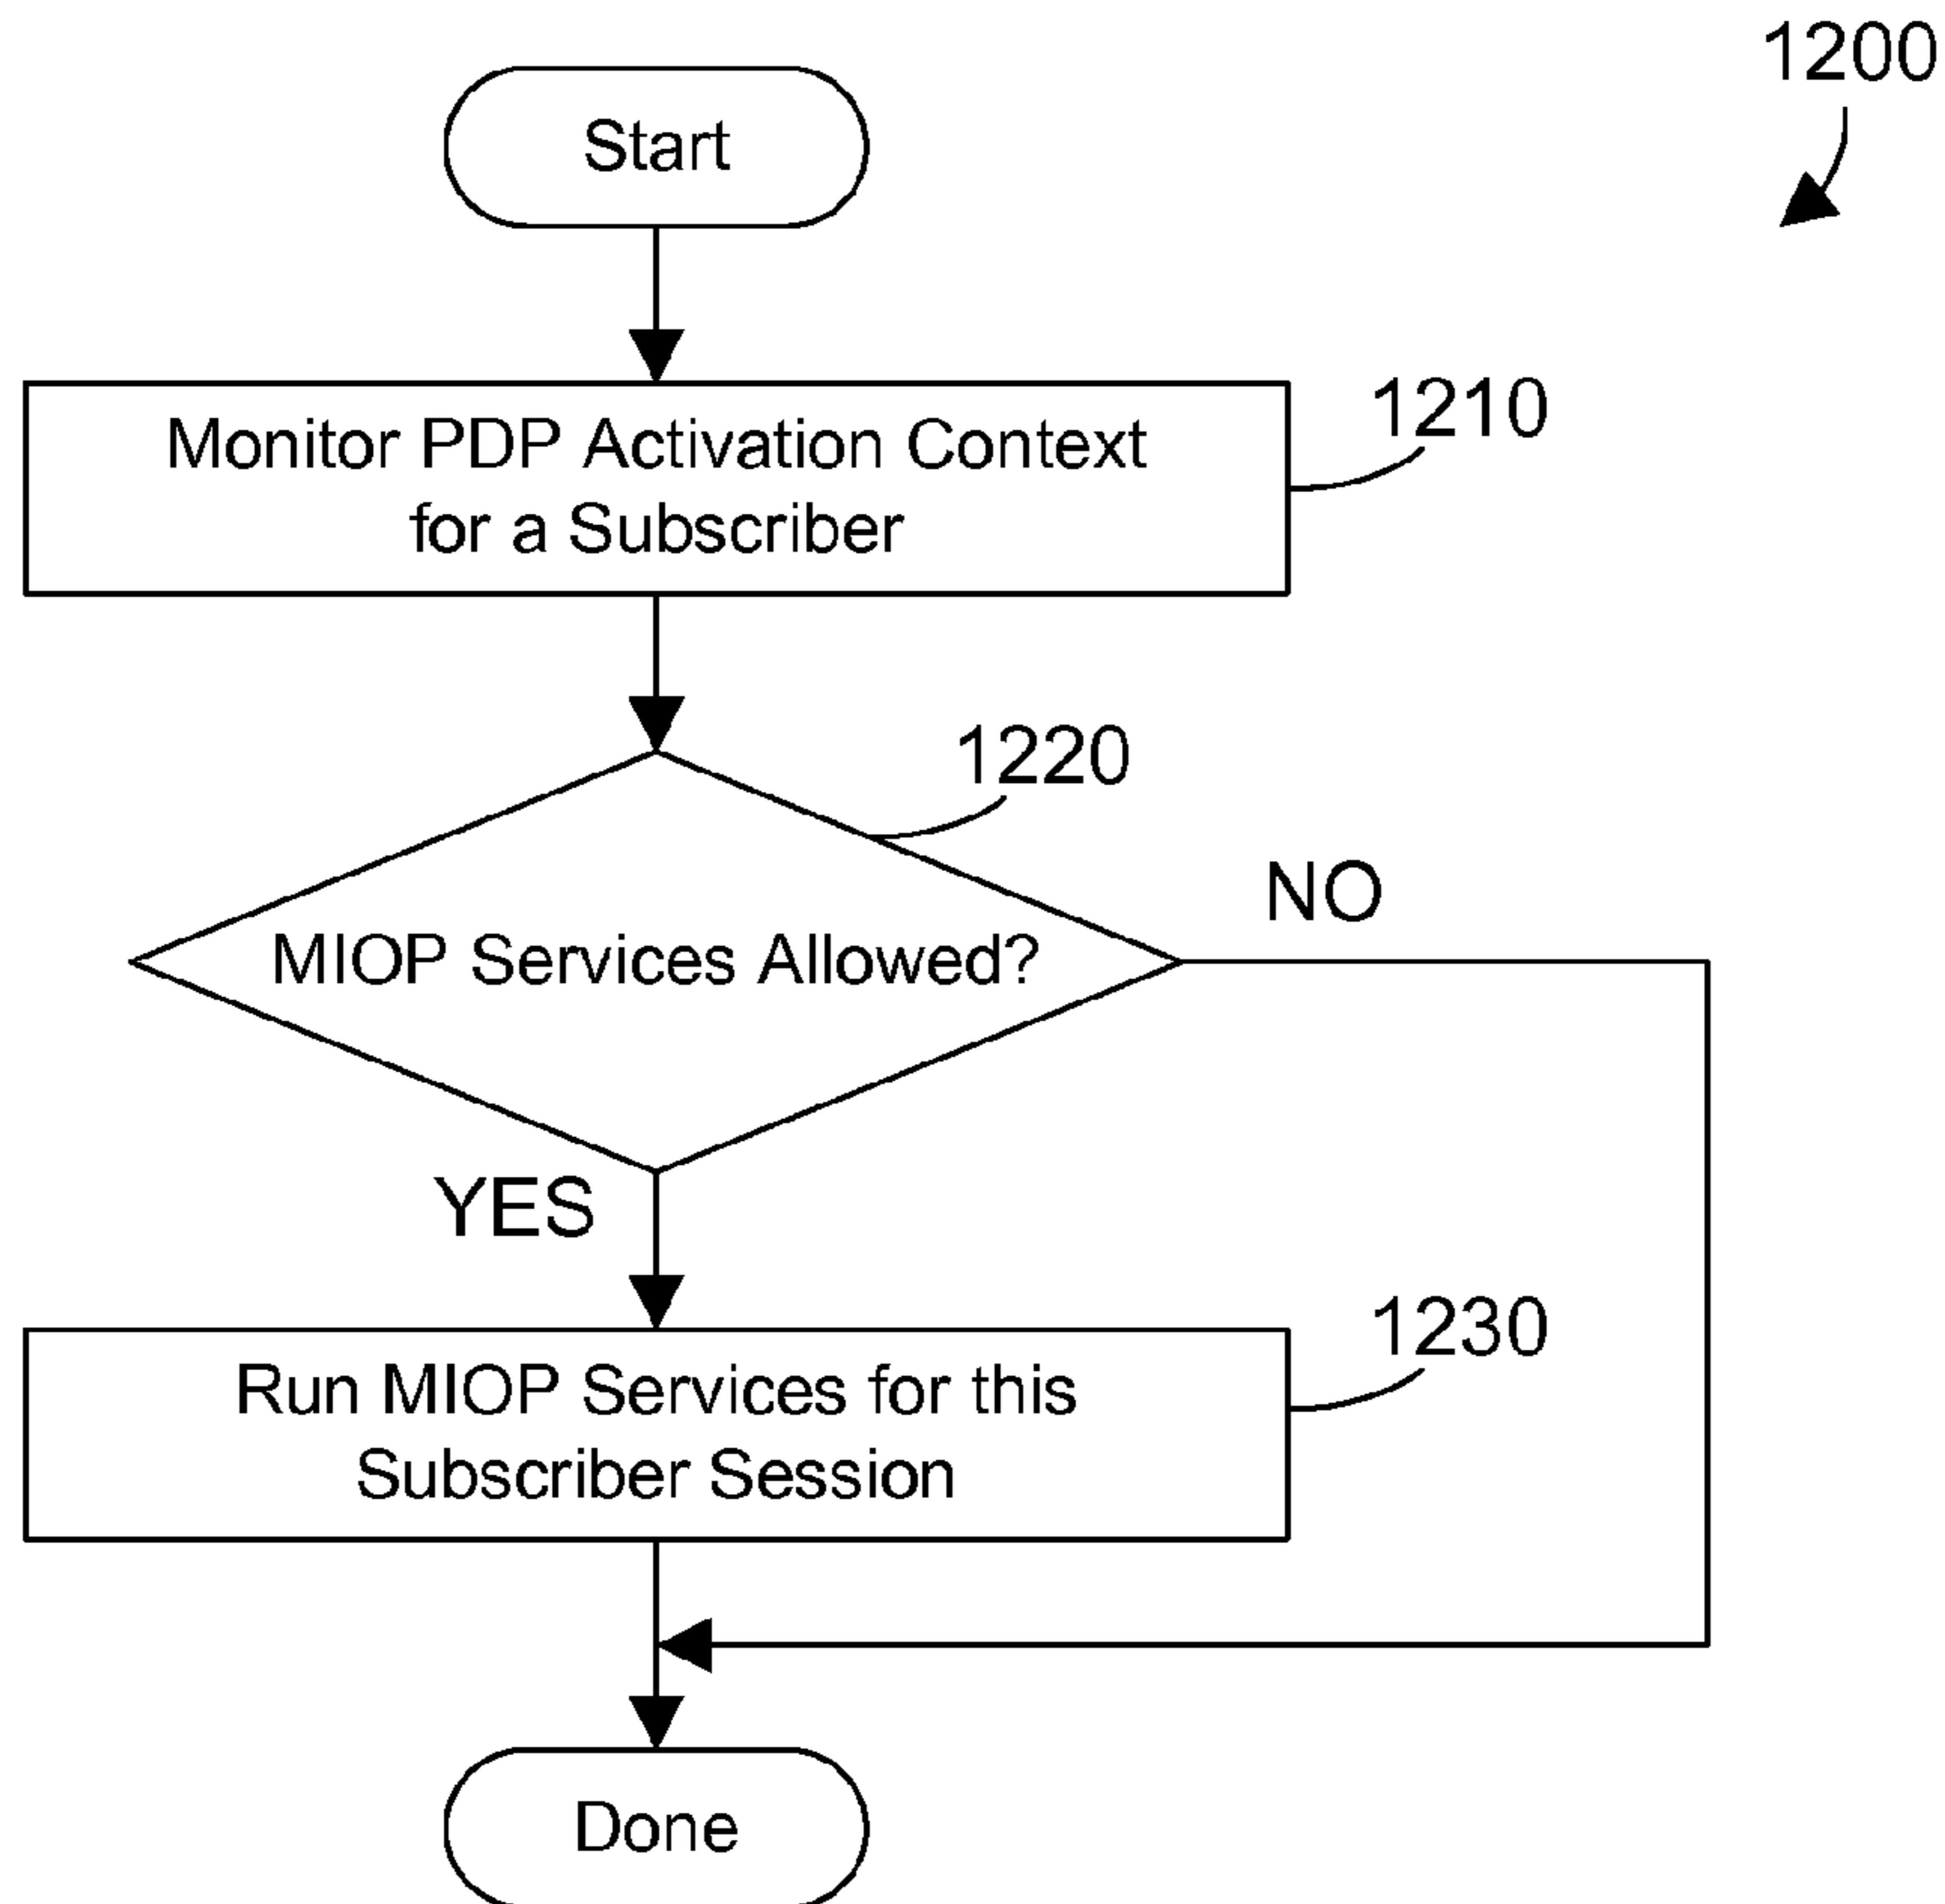 1200
Start
Monitor PDP Activation Context
for a Subscriber
1210
1220
MIOP Services Allowed?
NO
YES
Run MIOP Services for this
Subscriber Session
1230
Done